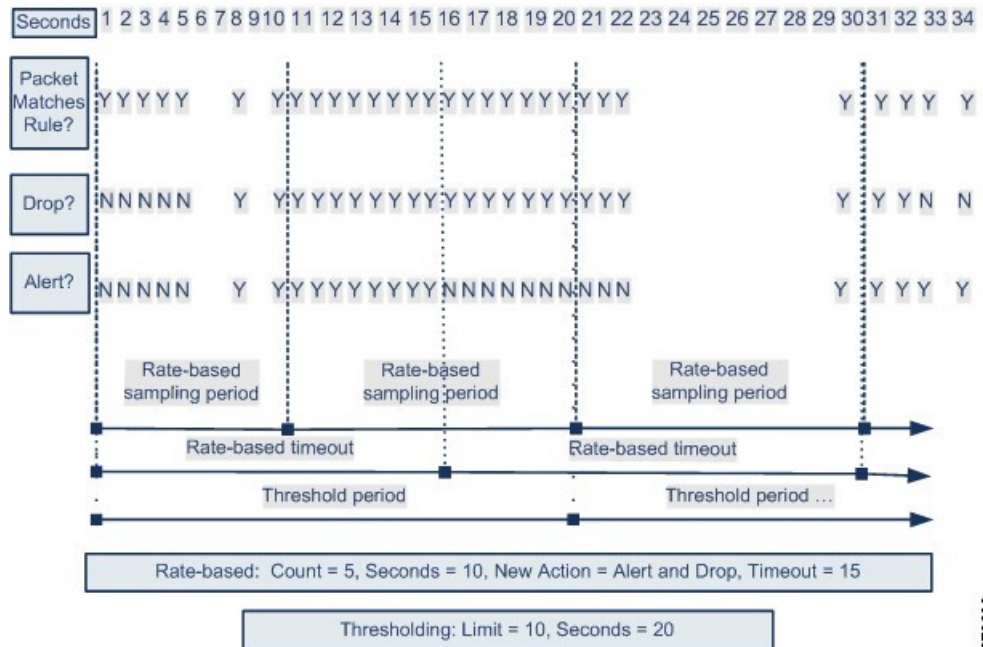 Seconds 1 2 3 4 5 6 7 8 9 10 11 12 13 14 15 16 17 18 19 20 21 22 23 24 25 26 27 28 29 30 31 32 33 34
Packet
Matches
Rule?
Y Y Y Y Y Y Y Y Y Y Y Y Y Y Y Y Y Y Y Y Y Y Y Y Y Y Y Y Y Y
Drop?
N N N N N Y Y Y Y Y Y Y Y Y Y Y Y Y Y Y Y Y Y Y Y Y Y Y N N
Alert?
N N N N N Y Y Y Y Y Y Y Y Y Y N N N N N N N N N N Y Y Y Y Y
Rate-based
sampling period
Rate-based
sampling period
Rate-based
sampling period
Rate-based timeout
Rate-based timeout
Threshold period
Threshold period ...
Rate-based: Count = 5, Seconds = 10, New Action = Alert and Drop, Timeout = 15
Thresholding: Limit = 10, Seconds = 20